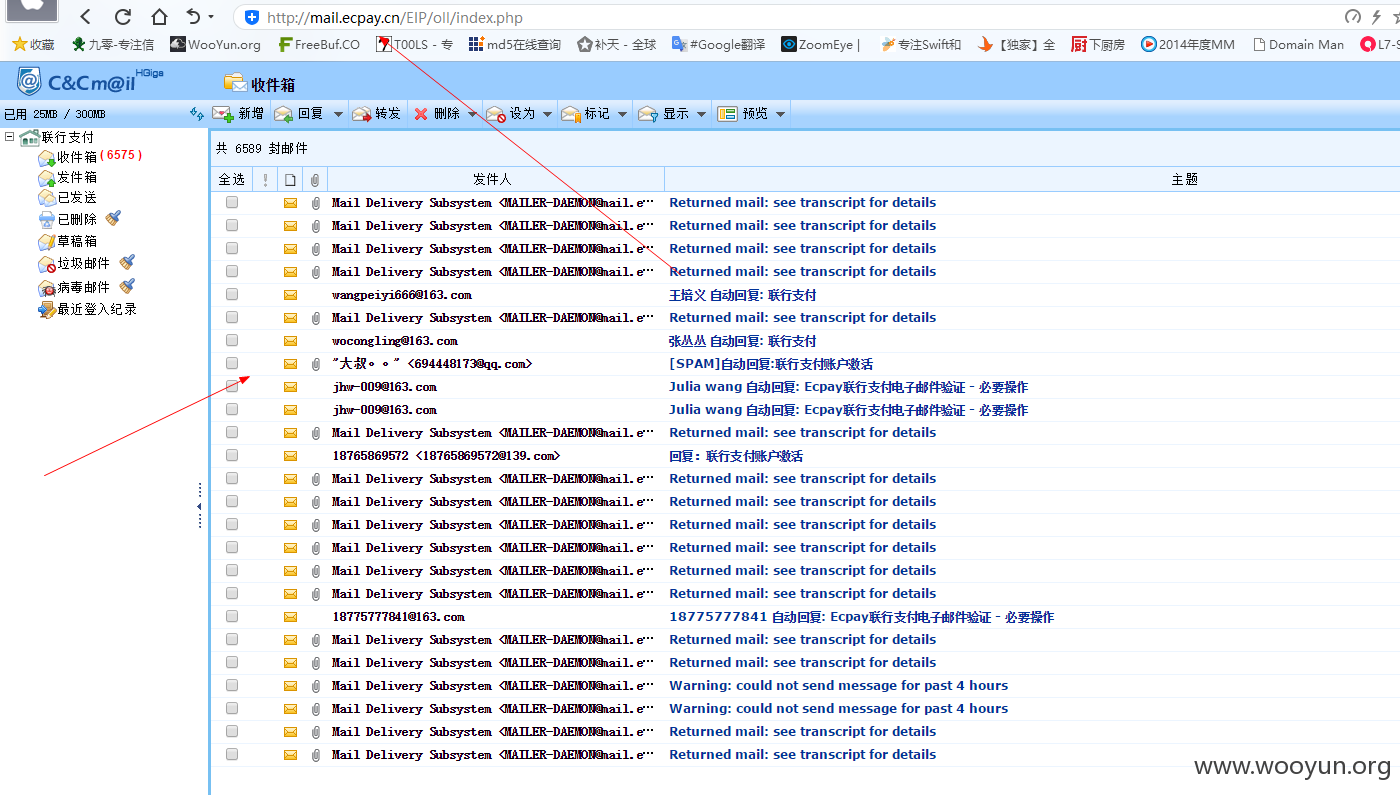 http://mail.ecpay.cn/EIP/oll/index.php
收藏 九零-专注信 WooYun.org FreeBuf.CO T00LS - 专 md5在线查询 补天 - 全球 #Google翻译 ZoomEye | 专注Swift和 【独家】全 下厨房 2014年度MM Domain Man L7-S
C&Cm@il HGiga 收件箱
已用 25MB / 300MB 新增 回复 转发 删除 设为 标记 显示 预览
联行支付
收件箱(6575)
发件箱
已发送
已删除
草稿箱
垃圾邮件
病毒邮件
最近登入纪录
共 6589 封邮件
全选 ! 发件人 主题
Mail Delivery Subsystem <MAILER-DAEMON@mail.e… Returned mail: see transcript for details
Mail Delivery Subsystem <MAILER-DAEMON@mail.e… Returned mail: see transcript for details
Mail Delivery Subsystem <MAILER-DAEMON@mail.e… Returned mail: see transcript for details
Mail Delivery Subsystem <MAILER-DAEMON@mail.e… Returned mail: see transcript for details
wangpeiyi666@163.com 王培义 自动回复: 联行支付
Mail Delivery Subsystem <MAILER-DAEMON@mail.e… Returned mail: see transcript for details
wocongling@163.com 张丛丛 自动回复: 联行支付
"大叔。。" <694448173@qq.com> [SPAM]自动回复:联行支付账户激活
jhw-009@163.com Julia wang 自动回复: Ecpay联行支付电子邮件验证 - 必要操作
jhw-009@163.com Julia wang 自动回复: Ecpay联行支付电子邮件验证 - 必要操作
Mail Delivery Subsystem <MAILER-DAEMON@mail.e… Returned mail: see transcript for details
18765869572 <18765869572@139.com> 回复: 联行支付账户激活
Mail Delivery Subsystem <MAILER-DAEMON@mail.e… Returned mail: see transcript for details
Mail Delivery Subsystem <MAILER-DAEMON@mail.e… Returned mail: see transcript for details
Mail Delivery Subsystem <MAILER-DAEMON@mail.e… Returned mail: see transcript for details
Mail Delivery Subsystem <MAILER-DAEMON@mail.e… Returned mail: see transcript for details
Mail Delivery Subsystem <MAILER-DAEMON@mail.e… Returned mail: see transcript for details
Mail Delivery Subsystem <MAILER-DAEMON@mail.e… Returned mail: see transcript for details
18775777841@163.com 18775777841 自动回复: Ecpay联行支付电子邮件验证 - 必要操作
Mail Delivery Subsystem <MAILER-DAEMON@mail.e… Returned mail: see transcript for details
Mail Delivery Subsystem <MAILER-DAEMON@mail.e… Returned mail: see transcript for details
Mail Delivery Subsystem <MAILER-DAEMON@mail.e… Warning: could not send message for past 4 hours
Mail Delivery Subsystem <MAILER-DAEMON@mail.e… Warning: could not send message for past 4 hours
Mail Delivery Subsystem <MAILER-DAEMON@mail.e… Returned mail: see transcript for details
Mail Delivery Subsystem <MAILER-DAEMON@mail.e… Returned mail: see transcript for details
www.wooyun.org